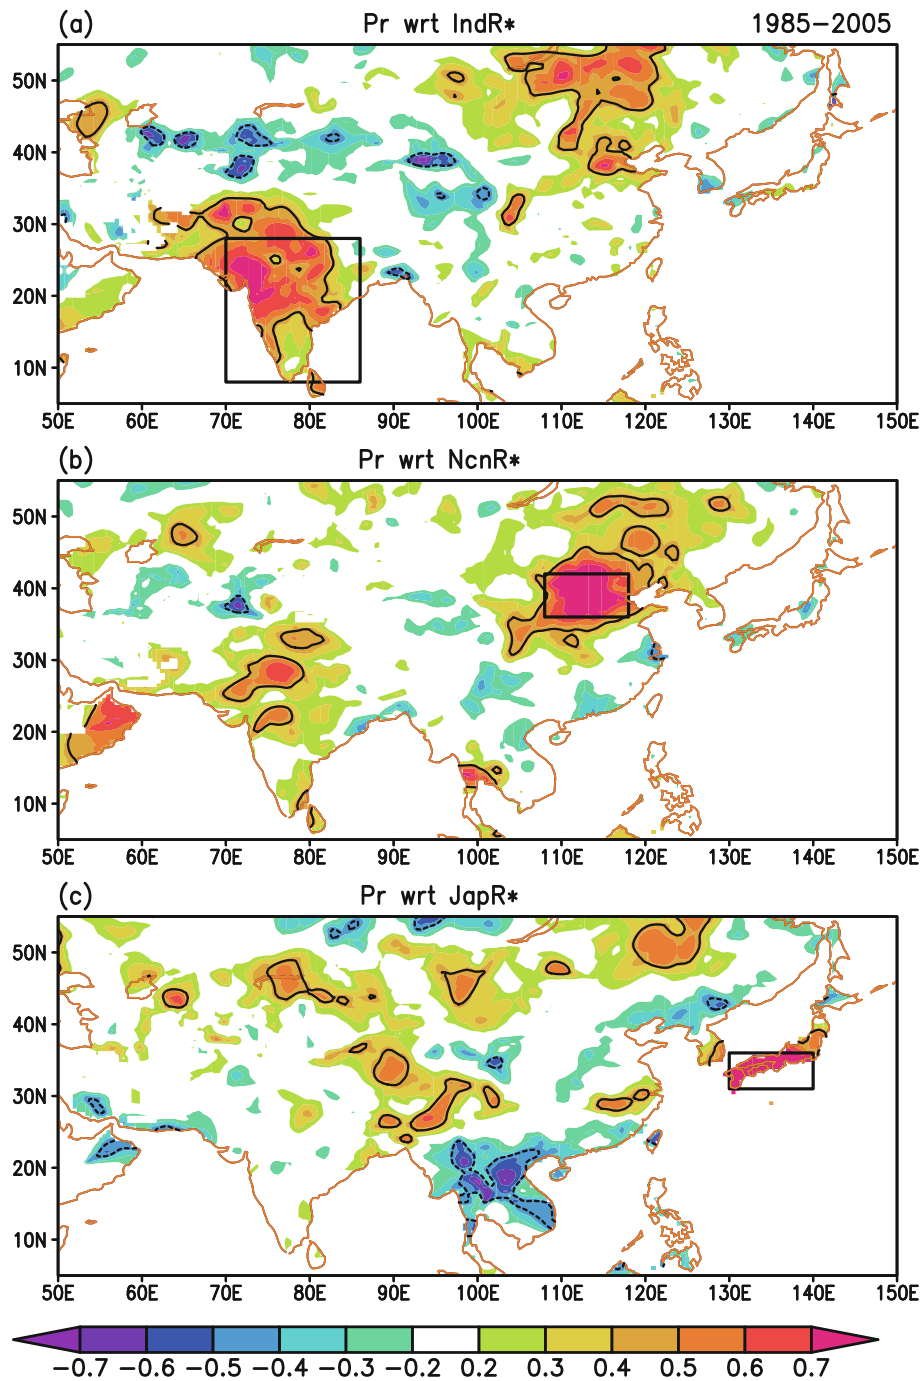 (a) Pr wrt IndR* 1985−2005
50N
40N
30N
20N
10N
50E 60E 70E 80E 90E 100E 110E 120E 130E 140E 150E
(b) Pr wrt NcnR*
50N
40N
30N
20N
10N
50E 60E 70E 80E 90E 100E 110E 120E 130E 140E 150E
(c) Pr wrt JapR*
50N
40N
30N
20N
10N
50E 60E 70E 80E 90E 100E 110E 120E 130E 140E 150E
−0.7 −0.6 −0.5 −0.4 −0.3 −0.2 0.2 0.3 0.4 0.5 0.6 0.7